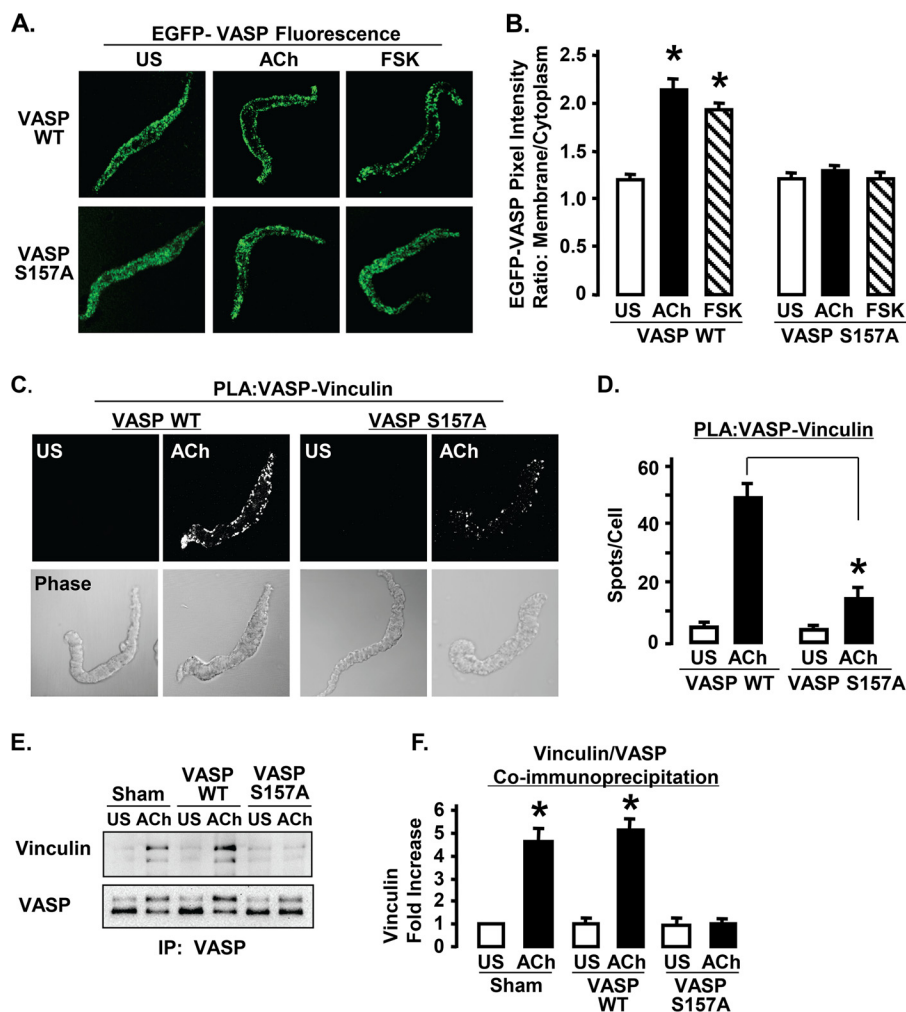 A.
EGFP- VASP Fluorescence
US ACh FSK
VASP
WT
VASP
S157A
B.
EGFP-VASP Pixel Intensity
Ratio: Membrane/Cytoplasm
2.5
2.0
1.5
1.0
0.5
0
* *
US ACh FSK US ACh FSK
VASP WT VASP S157A
C.
PLA:VASP-Vinculin
VASP WT VASP S157A
US ACh US ACh
Phase
D.
PLA:VASP-Vinculin
Spots/Cell
60
40
20
0
*
US ACh US ACh
VASP WT VASP S157A
E.
Sham VASP WT VASP S157A
US ACh US ACh US ACh
Vinculin
VASP
IP: VASP
F.
Vinculin/VASP
Co-immunoprecipitation
Vinculin
Fold Increase
6
5
4
3
2
1
0
* *
US ACh US ACh US ACh
Sham VASP WT VASP S157A